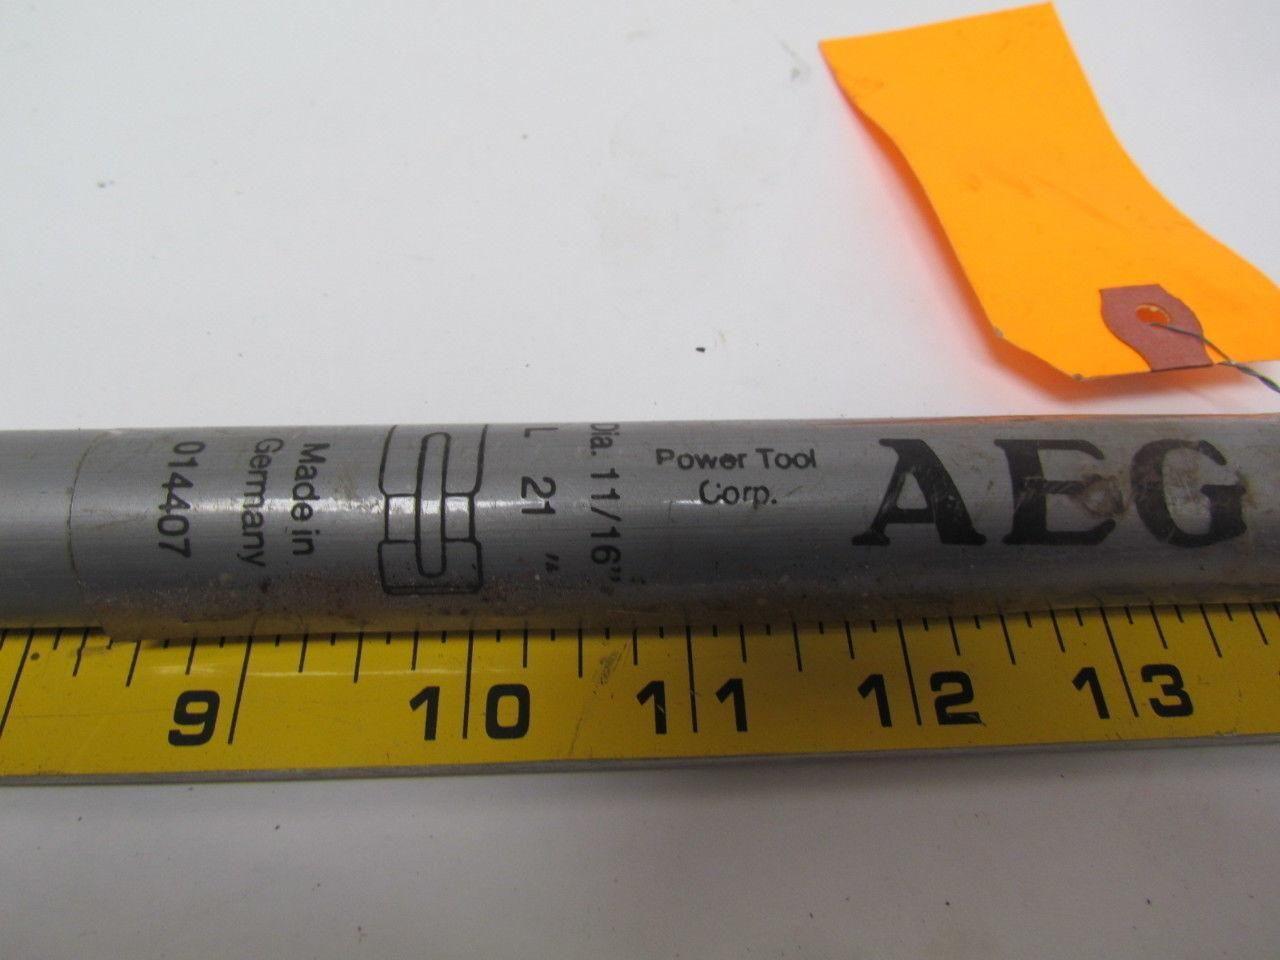 AEG
Power Tool
Corp.
Dia. 11/16"
L 21 "
Made in
Germany
014407
9 10 11 12 13